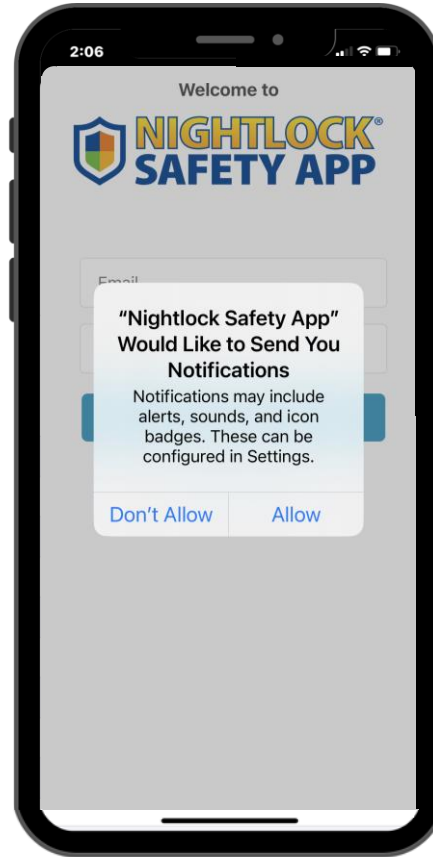 2:06
Welcome to
NIGHTLOCK®
SAFETY APP
Email
“Nightlock Safety App”
Would Like to Send You
Notifications
Notifications may include
alerts, sounds, and icon
badges. These can be
configured in Settings.
Don't Allow Allow